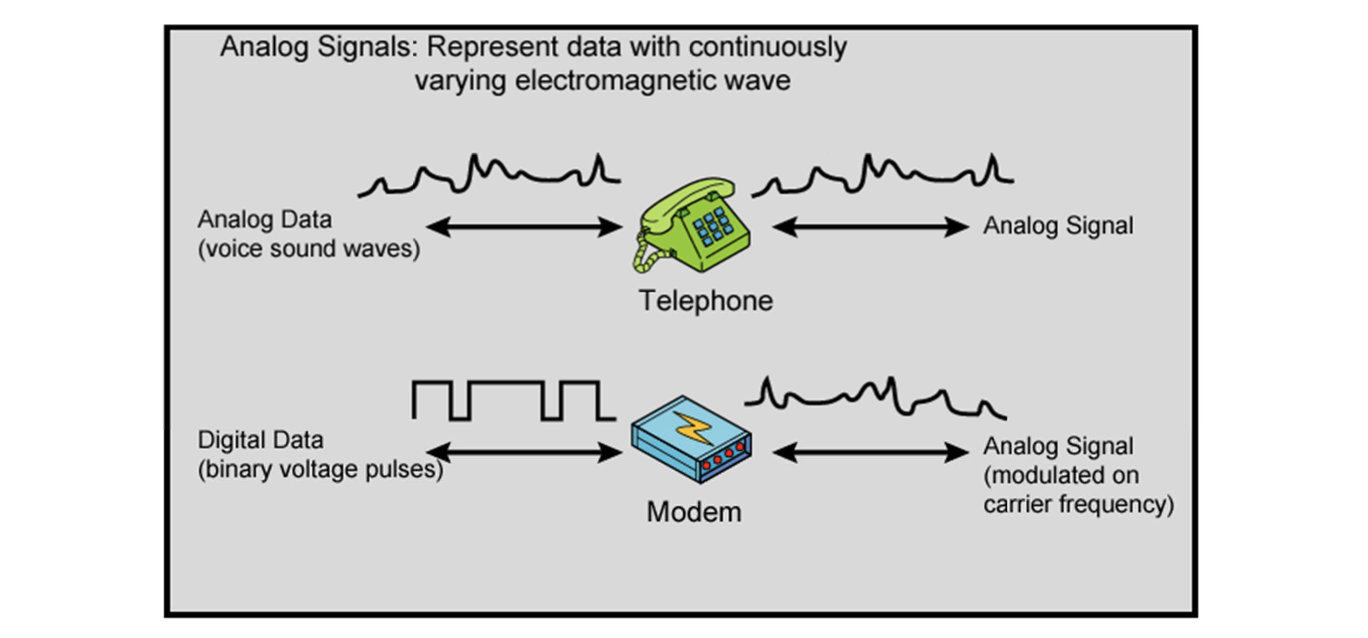 Analog Signals: Represent data with continuously
varying electromagnetic wave
Analog Data
(voice sound waves)
Analog Signal
Telephone
Digital Data
(binary voltage pulses)
Analog Signal
(modulated on
carrier frequency)
Modem